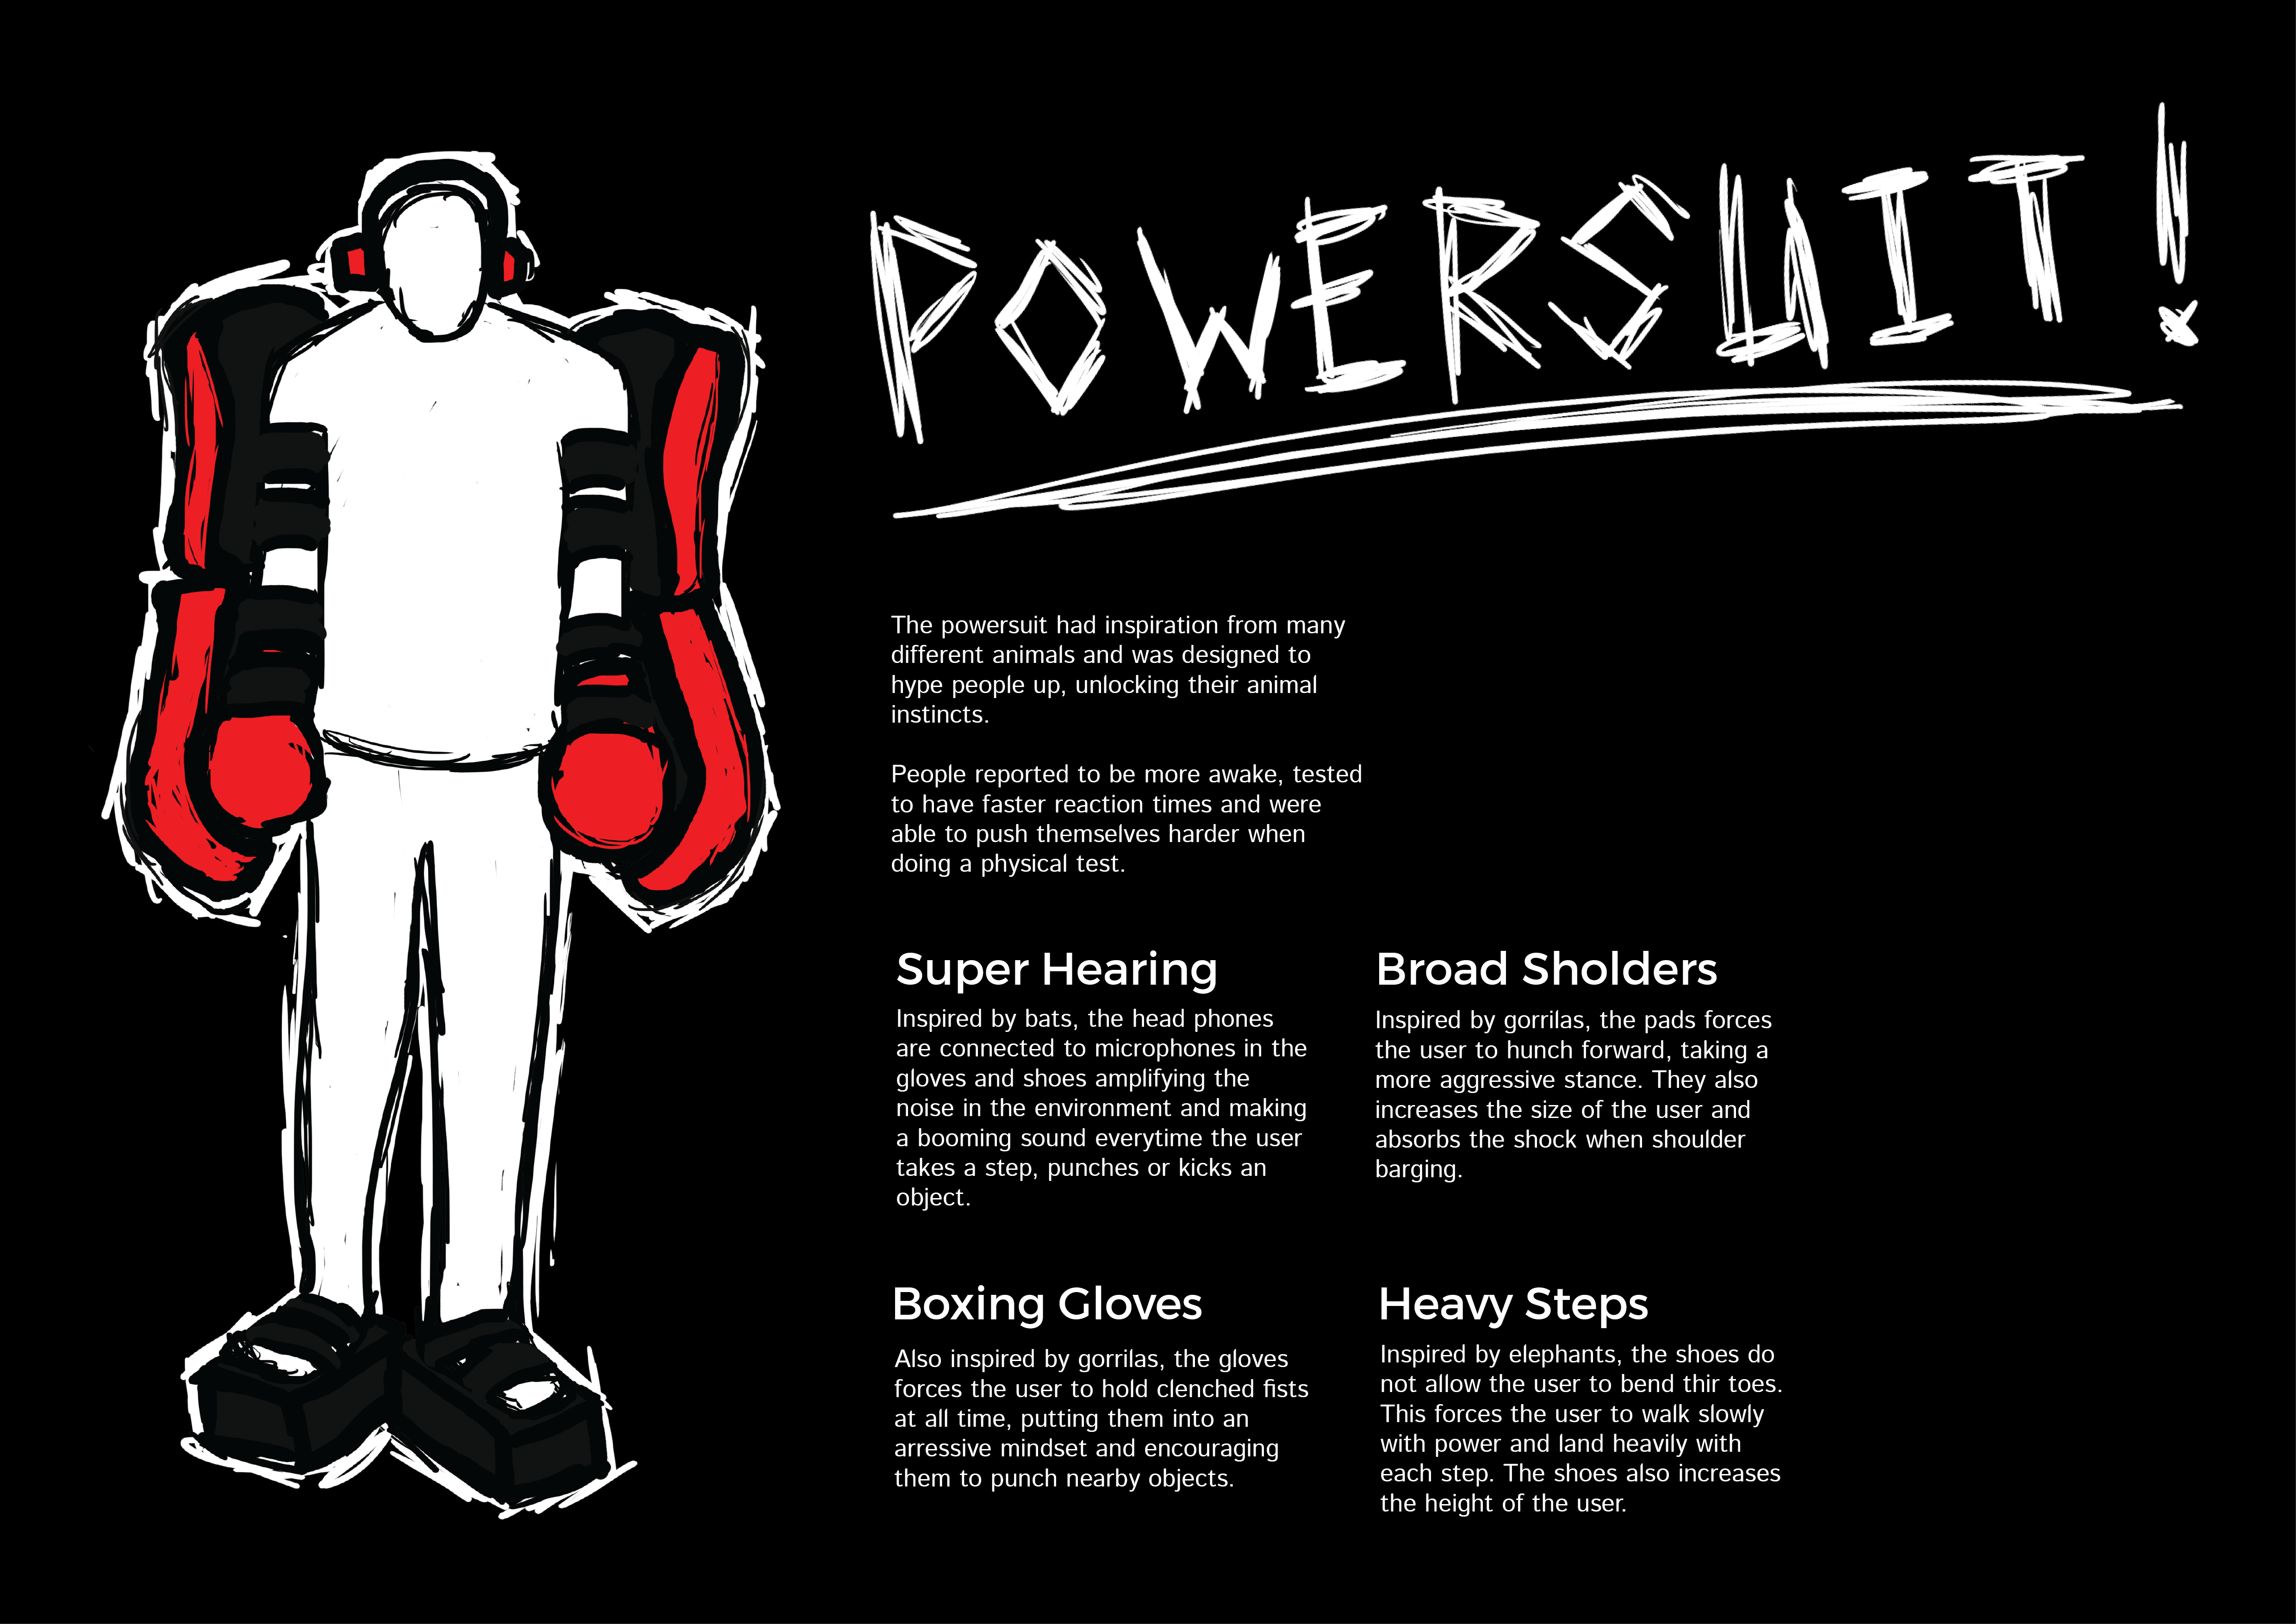 POWERSUIT!
The powersuit had inspiration from many
different animals and was designed to
hype people up, unlocking their animal
instincts.
People reported to be more awake, tested
to have faster reaction times and were
able to push themselves harder when
doing a physical test.
Super Hearing
Inspired by bats, the head phones
are connected to microphones in the
gloves and shoes amplifying the
noise in the environment and making
a booming sound everytime the user
takes a step, punches or kicks an
object.
Broad Sholders
Inspired by gorrilas, the pads forces
the user to hunch forward, taking a
more aggressive stance. They also
increases the size of the user and
absorbs the shock when shoulder
barging.
Boxing Gloves
Also inspired by gorrilas, the gloves
forces the user to hold clenched fists
at all time, putting them into an
arressive mindset and encouraging
them to punch nearby objects.
Heavy Steps
Inspired by elephants, the shoes do
not allow the user to bend thir toes.
This forces the user to walk slowly
with power and land heavily with
each step. The shoes also increases
the height of the user.